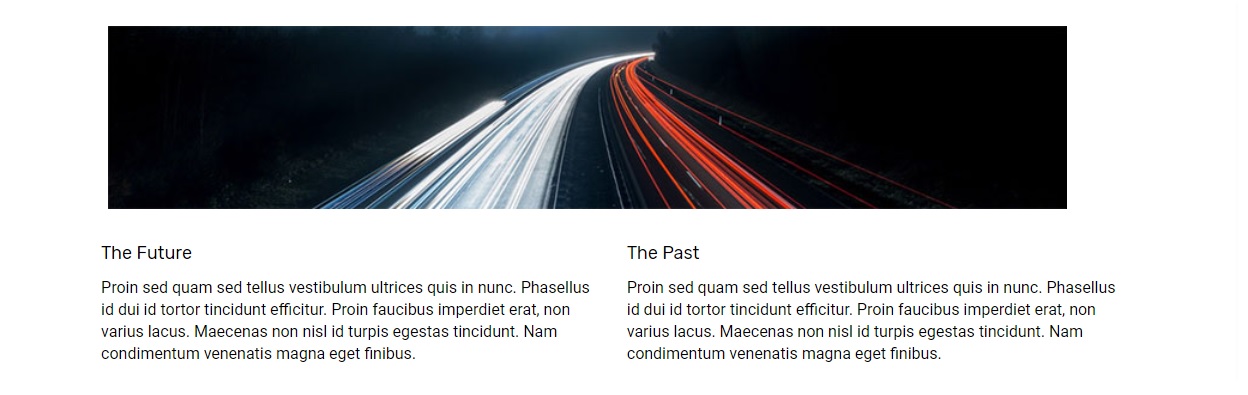 The Future
Proin sed quam sed tellus vestibulum ultrices quis in nunc. Phasellus
id dui id tortor tincidunt efficitur. Proin faucibus imperdiet erat, non
varius lacus. Maecenas non nisl id turpis egestas tincidunt. Nam
condimentum venenatis magna eget finibus.
The Past
Proin sed quam sed tellus vestibulum ultrices quis in nunc. Phasellus
id dui id tortor tincidunt efficitur. Proin faucibus imperdiet erat, non
varius lacus. Maecenas non nisl id turpis egestas tincidunt. Nam
condimentum venenatis magna eget finibus.